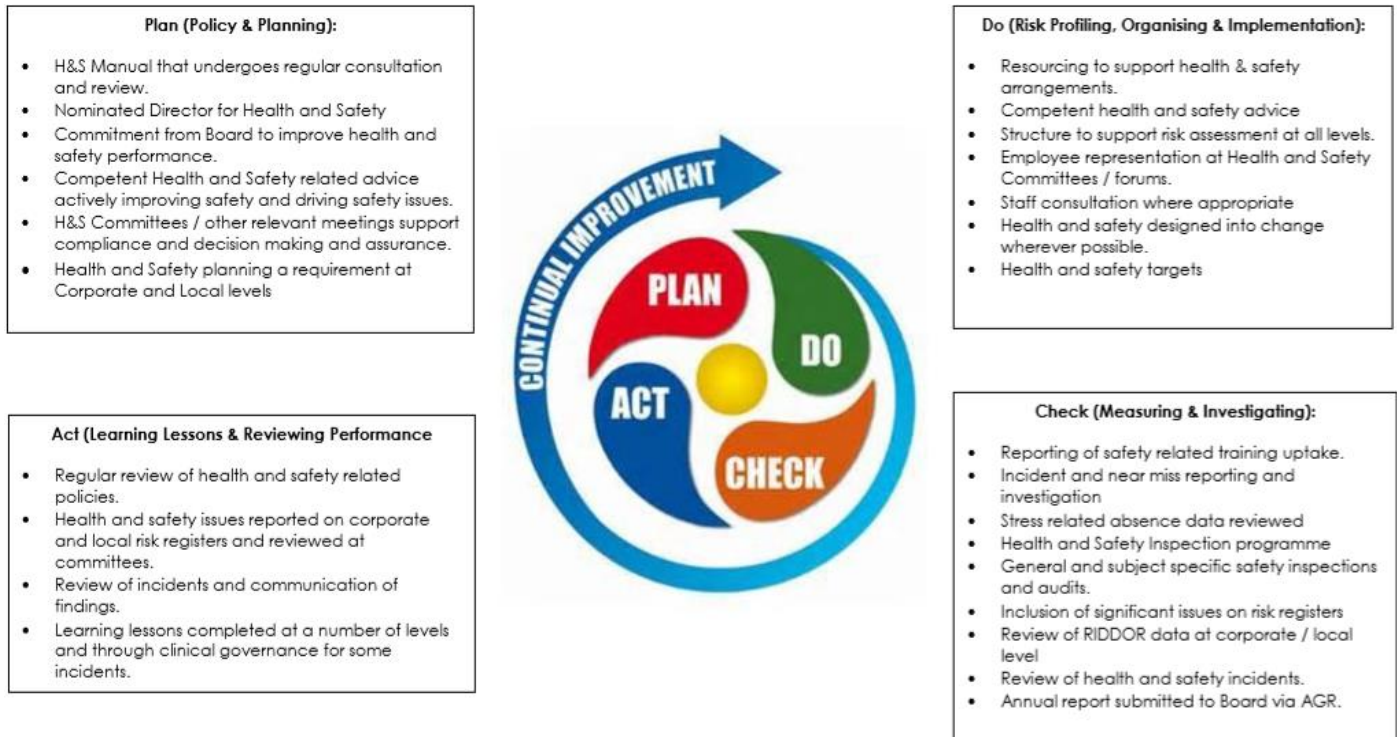 Plan (Policy & Planning):
• H&S Manual that undergoes regular consultation
and review.
• Nominated Director for Health and Safety
• Commitment from Board to improve health and
safety performance.
• Competent Health and Safety related advice
actively improving safety and driving safety issues.
• H&S Committees / other relevant meetings support
compliance and decision making and assurance.
• Health and Safety planning a requirement at
Corporate and Local levels
Do (Risk Profiling, Organising & Implementation):
• Resourcing to support health & safety
arrangements.
• Competent health and safety advice
• Structure to support risk assessment at all levels.
• Employee representation at Health and Safety
Committees / forums.
• Staff consultation where appropriate
• Health and safety designed into change
wherever possible.
• Health and safety targets
CONTINUAL IMPROVEMENT
PLAN
DO
ACT
CHECK
Act (Learning Lessons & Reviewing Performance
• Regular review of health and safety related
policies.
• Health and safety issues reported on corporate
and local risk registers and reviewed at
committees.
• Review of incidents and communication of
findings.
• Learning lessons completed at a number of levels
and through clinical governance for some
incidents.
Check (Measuring & Investigating):
• Reporting of safety related training uptake.
• Incident and near miss reporting and
investigation
• Stress related absence data reviewed
• Health and Safety Inspection programme
• General and subject specific safety inspections
and audits.
• Inclusion of significant issues on risk registers
• Review of RIDDOR data at corporate / local
level
• Review of health and safety incidents.
• Annual report submitted to Board via AGR.